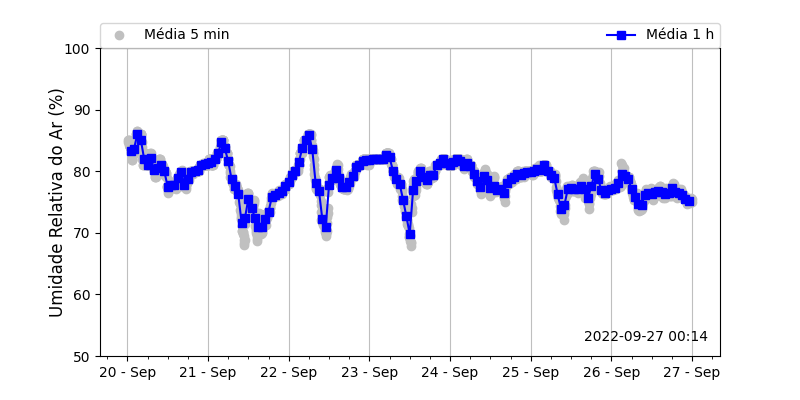 Média 5 min
Média 1 h
Umidade Relativa do Ar (%)
100
90
80
70
60
50
2022-09-27 00:14
20 - Sep
21 - Sep
22 - Sep
23 - Sep
24 - Sep
25 - Sep
26 - Sep
27 - Sep